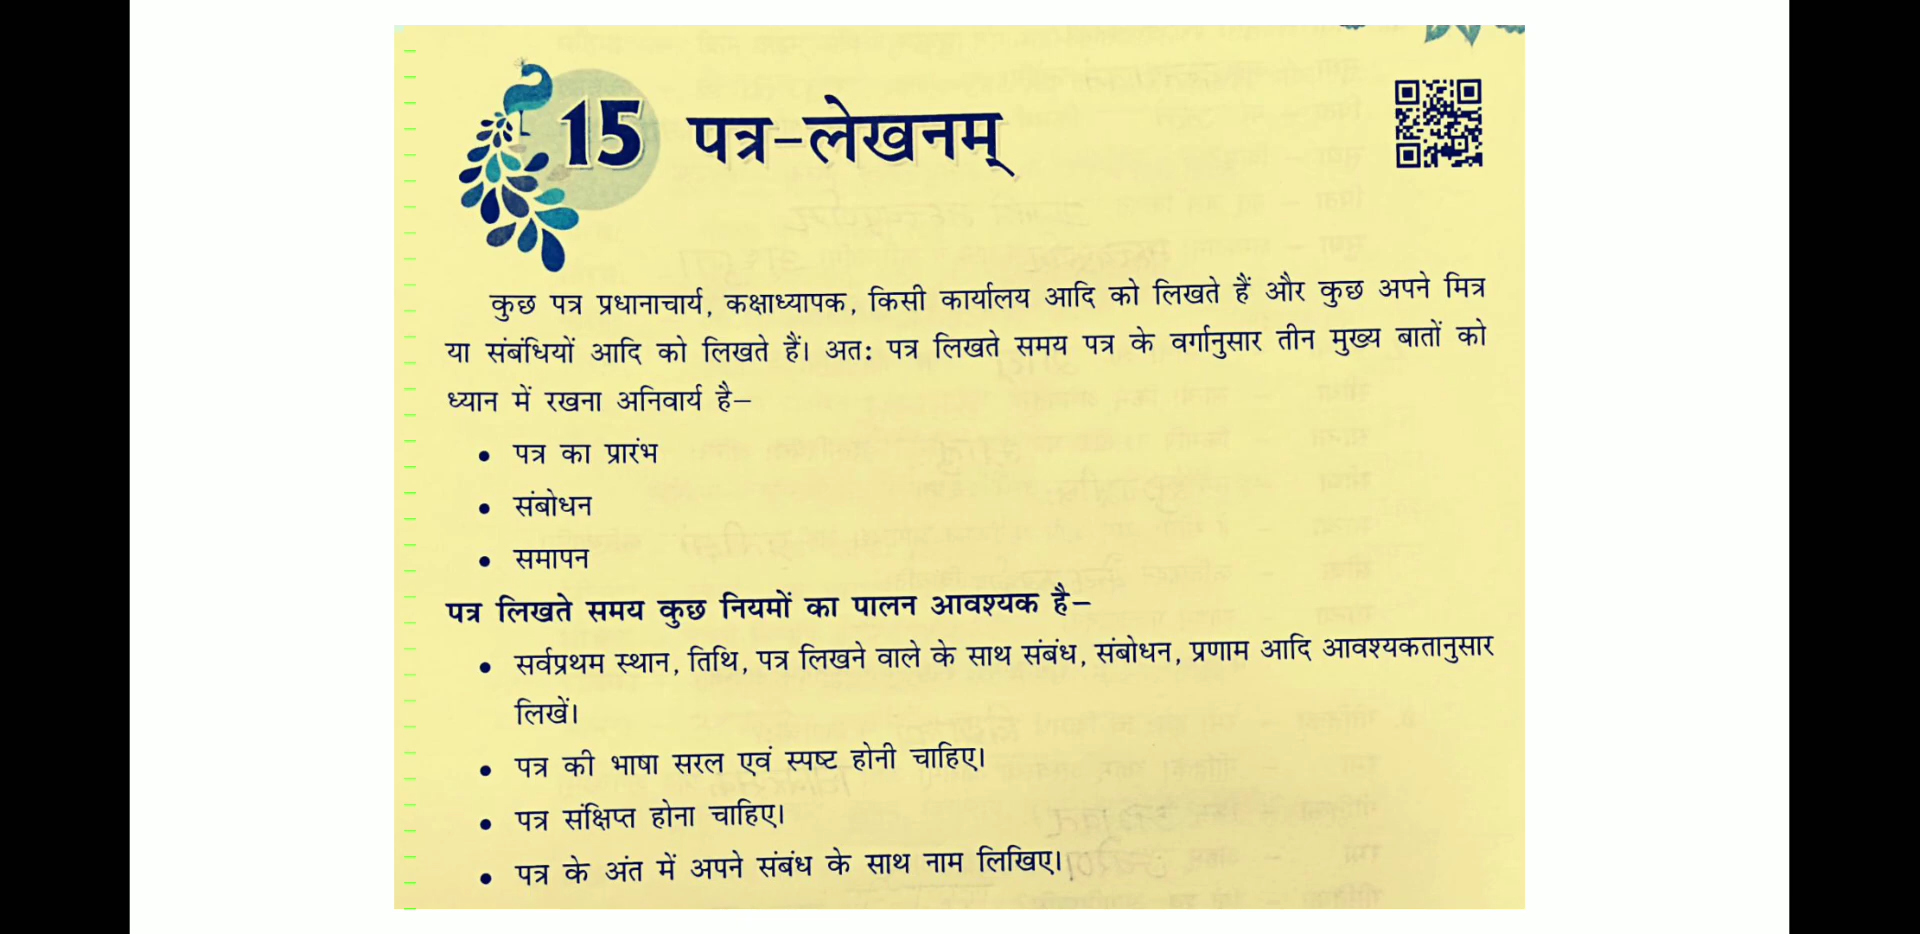 15 पत्र-लेखनम्
कुछ पत्र प्रधानाचार्य, कक्षाध्यापक, किसी कार्यालय आदि को लिखते हैं और कुछ अपने मित्र
या संबंधियों आदि को लिखते हैं। अतः पत्र लिखते समय पत्र के वर्गानुसार तीन मुख्य बातों को
ध्यान में रखना अनिवार्य है–
• पत्र का प्रारंभ
• संबोधन
• समापन
पत्र लिखते समय कुछ नियमों का पालन आवश्यक है–
• सर्वप्रथम स्थान, तिथि, पत्र लिखने वाले के साथ संबंध, संबोधन, प्रणाम आदि आवश्यकतानुसार
लिखें।
• पत्र की भाषा सरल एवं स्पष्ट होनी चाहिए।
• पत्र संक्षिप्त होना चाहिए।
• पत्र के अंत में अपने संबंध के साथ नाम लिखिए।